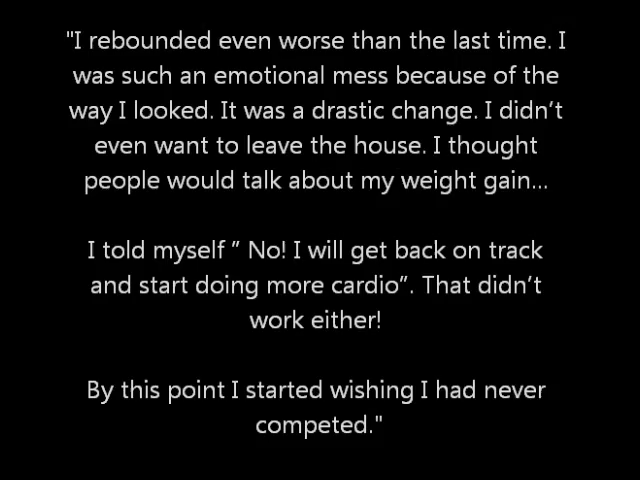 "I rebounded even worse than the last time. I
was such an emotional mess because of the
way I looked. It was a drastic change. I didn’t
even want to leave the house. I thought
people would talk about my weight gain...
I told myself ” No! I will get back on track
and start doing more cardio”. That didn’t
work either!
By this point I started wishing I had never
competed."